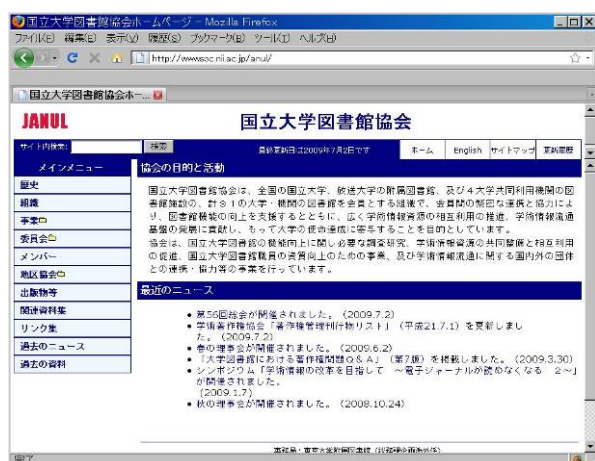 国立大学図書館協会ホームページ - Mozilla Firefox
ファイル(F) 編集(E) 表示(V) 履歴(S) ブックマーク(B) ツール(T) ヘルプ(H)
http://wwwsoc.nii.ac.jp/anul/
国立大学図書館協会ホ-...
JANUL
国立大学図書館協会
サイト内検索: 検索 最終更新日は2009年7月2日です ホーム English サイトマップ 更新履歴
メインメニュー
歴史
組織
事業
委員会
メンバー
地区協会
出版物等
関連資料集
リンク集
過去のニュース
過去の資料
協会の目的と活動
国立大学図書館協会は、全国の国立大学、放送大学の附属図書館、及び4大学共同利用機関の図
書館施設の、計91の大学・機関の図書館を会員とする組織で、会員間の緊密な連携と協力によ
り、図書館機能の向上を支援するとともに、広く学術情報資源の相互利用の推進、学術情報流通
基盤の発展に貢献し、もって大学の使命達成に寄与することを目的としています。
協会は、国立大学図書館の機能向上に関し必要な調査研究、学術情報資源の共同整備と相互利用
の促進、国立大学図書館職員の資質向上のための事業、及び学術情報流通に関する国内外の団体
との連携・協力等の事業を行っています。
最近のニュース
第56回総会が開催されました。(2009.7.2)
学術著作権協会「著作権管理刊行物リスト」(平成21.7.1)を更新しまし
た。(2009.7.2)
春の理事会が開催されました。(2009.6.2)
「大学図書館における著作権問題Q&A」(第7版)を掲載しました。(2009.3.30)
シンポジウム「学術情報の改革を目指して ~電子ジャーナルが読めなくなる 2~」
が開催されました。
(2009.1.7)
秋の理事会が開催されました。(2008.10.24)
事務局・東京大学附属図書館
完了